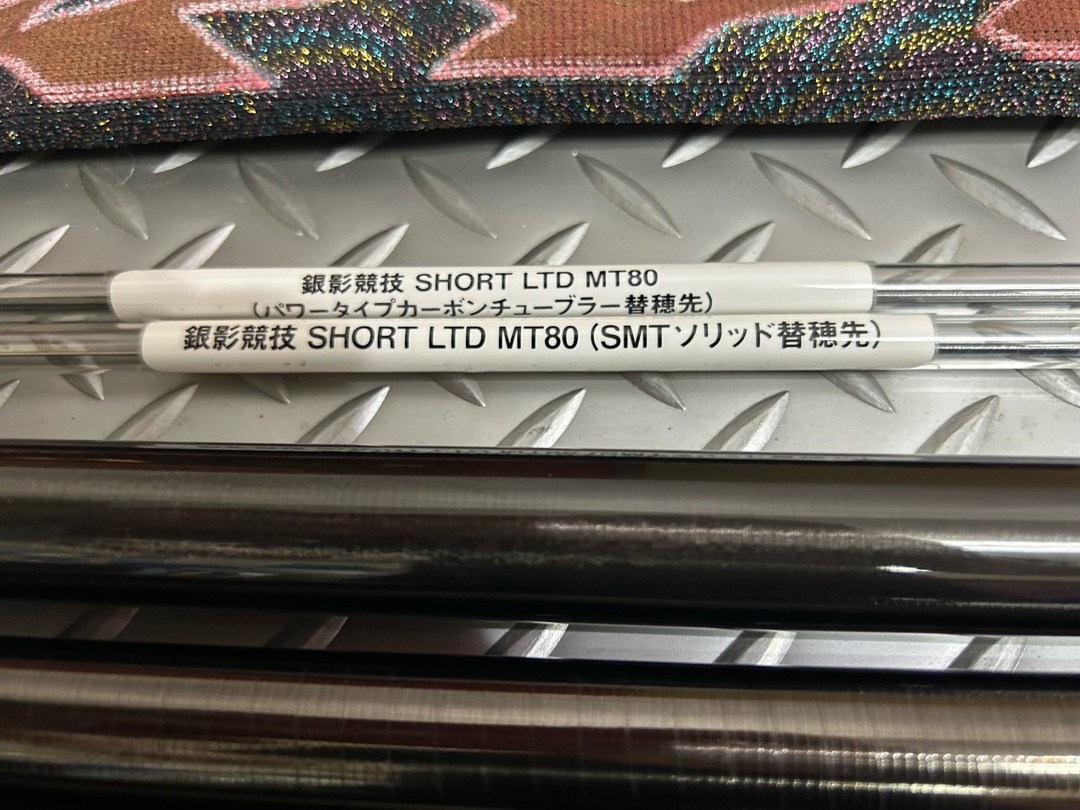 銀影競技 SHORT LTD MT80
（パワータイプカーボンチューブラー替穂先）
銀影競技 SHORT LTD MT80（SMTソリッド替穂先）